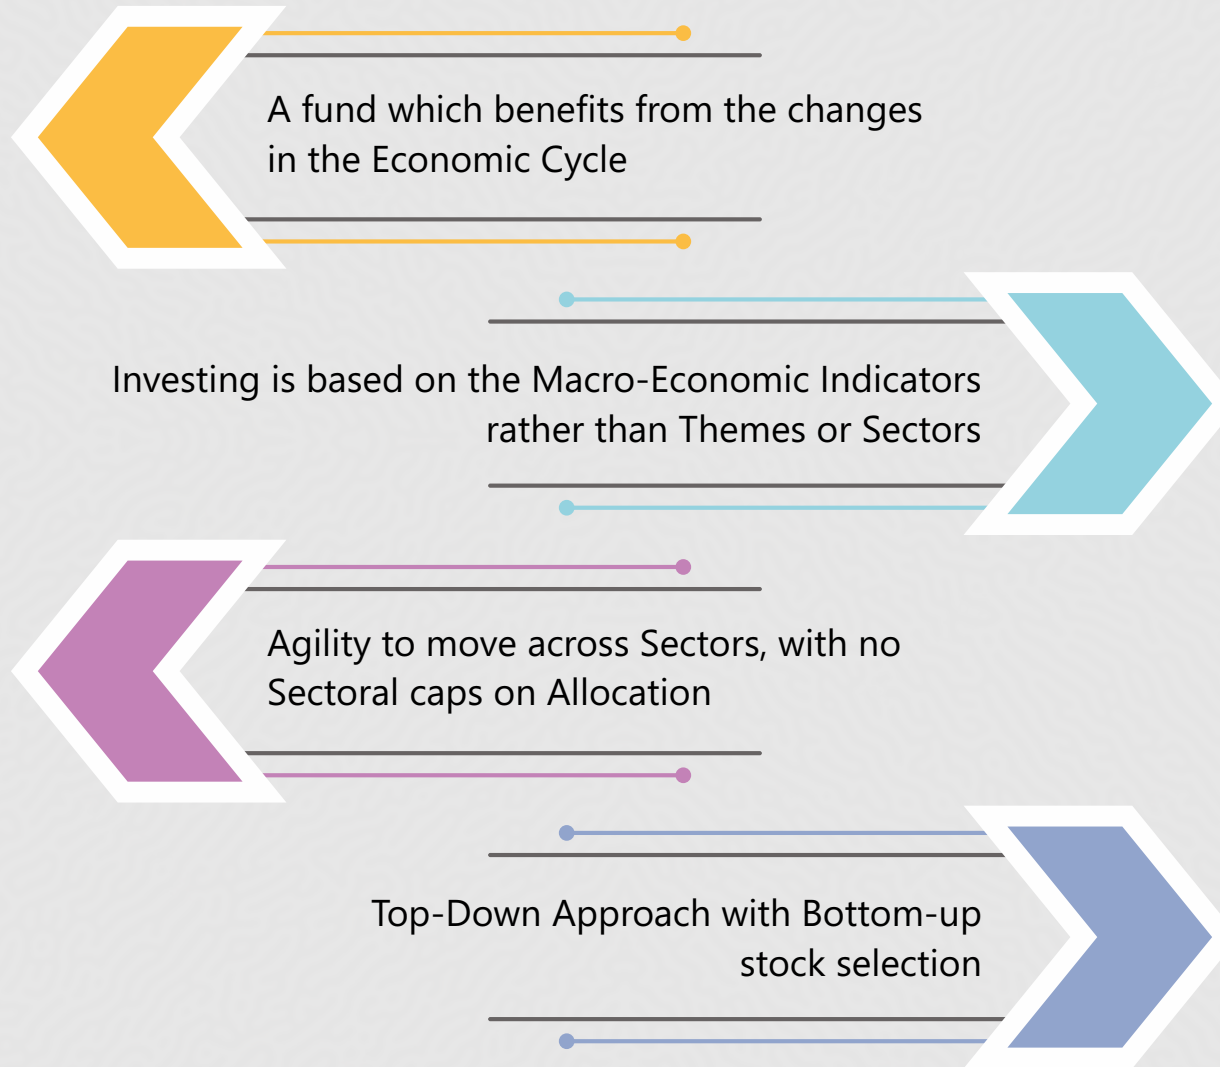 A fund which benefits from the changes
in the Economic Cycle
Investing is based on the Macro-Economic Indicators
rather than Themes or Sectors
Agility to move across Sectors, with no
Sectoral caps on Allocation
Top-Down Approach with Bottom-up
stock selection